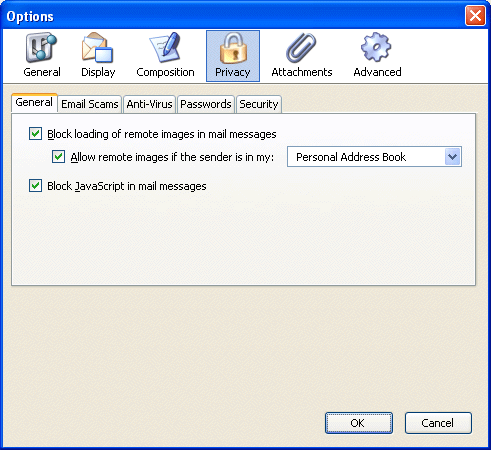 Options
General Display Composition Privacy Attachments Advanced
General Email Scams Anti-Virus Passwords Security
Block loading of remote images in mail messages
Allow remote images if the sender is in my: Personal Address Book
Block JavaScript in mail messages
OK Cancel